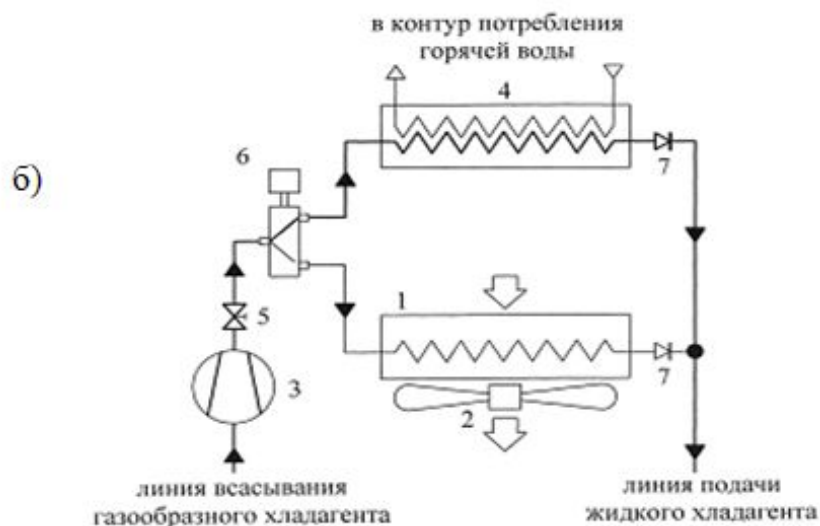 в контур потребления
горячей воды
4
6
7
б)
1
5
3
7
2
линия всасывания
газообразного хладагента
линия подачи
жидкого хладагента